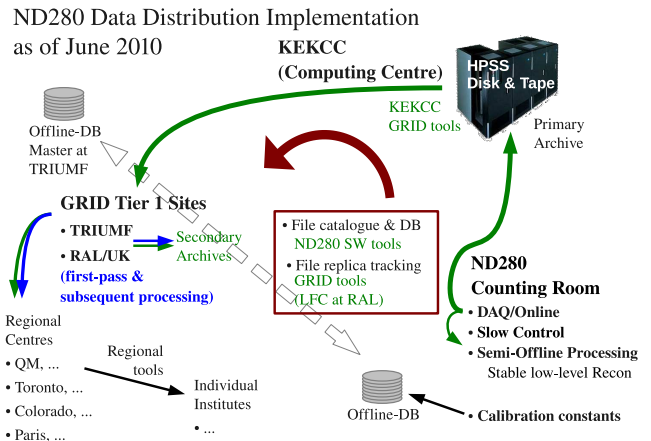 ND280 Data Distribution Implementation
as of June 2010
KEKCC
(Computing Centre)
HPSS
Disk & Tape
KEKCC
GRID tools
Primary
Archive
Offline-DB
Master at
TRIUMF
GRID Tier 1 Sites
• TRIUMF
• RAL/UK
(first-pass &
subsequent processing)
Secondary
Archives
• File catalogue & DB
ND280 SW tools
• File replica tracking
GRID tools
(LFC at RAL)
ND280
Counting Room
• DAQ/Online
• Slow Control
• Semi-Offline Processing
Stable low-level Recon
• Calibration constants
Offline-DB
Regional
Centres
• QM, ...
• Toronto, ...
• Colorado, ...
• Paris, ...
Regional
tools
Individual
Institutes
• ...